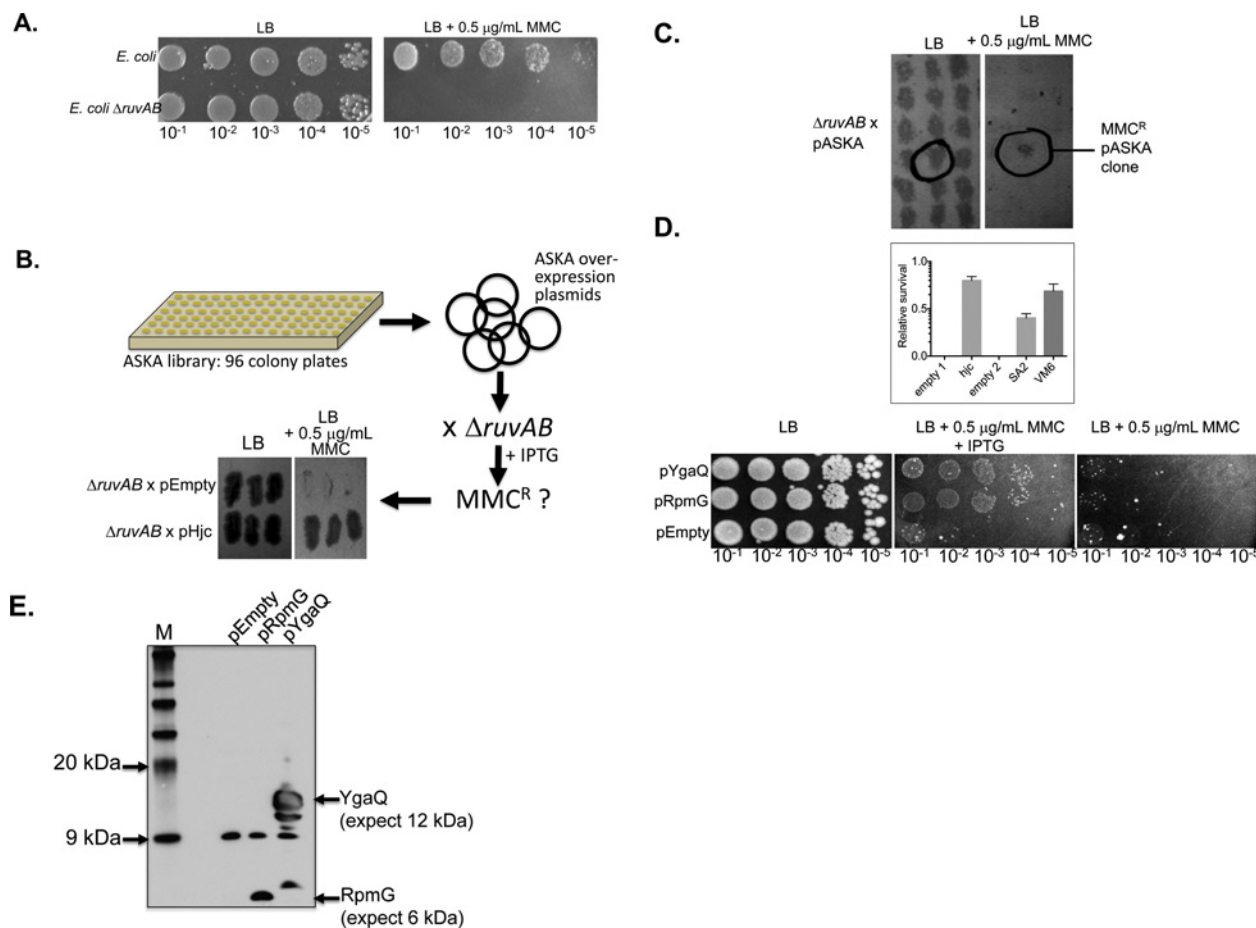 A.
LB
LB + 0.5 μg/mL MMC
E. coli
E. coli ΔruvAB
10-1 10-2 10-3 10-4 10-5
10-1 10-2 10-3 10-4 10-5
B.
ASKA library: 96 colony plates
ASKA over-
expression
plasmids
x ΔruvAB
+ IPTG
MMCR ?
LB
LB
+ 0.5 μg/mL
MMC
ΔruvAB x pEmpty
ΔruvAB x pHjc
C.
LB
LB
+ 0.5 μg/mL MMC
ΔruvAB x
pASKA
MMCR
pASKA
clone
D.
Relative survival
1.0
0.5
0.0
empty 1
hjc
empty 2
SA2
VM6
LB
LB + 0.5 μg/mL MMC
+ IPTG
LB + 0.5 μg/mL MMC
pYgaQ
pRpmG
pEmpty
10-1 10-2 10-3 10-4 10-5
10-1 10-2 10-3 10-4 10-5
10-1 10-2 10-3 10-4 10-5
E.
M
pEmpty
pRpmG
pYgaQ
20 kDa
9 kDa
YgaQ
(expect 12 kDa)
RpmG
(expect 6 kDa)